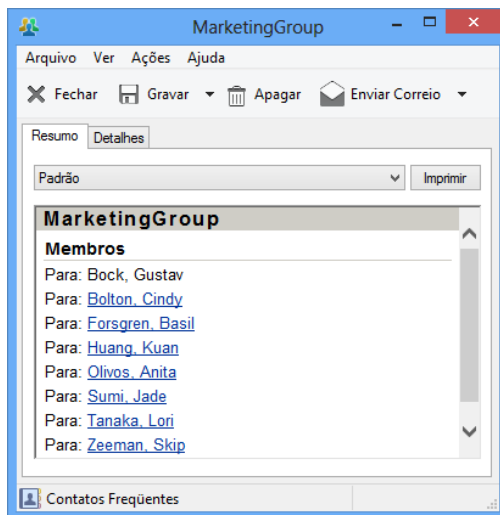 MarketingGroup
Arquivo Ver Ações Ajuda
Fechar Gravar Apagar Enviar Correio
Resumo Detalhes
Padrão Imprimir
MarketingGroup
Membros
Para: Bock, Gustav
Para: Bolton, Cindy
Para: Forsgren, Basil
Para: Huang, Kuan
Para: Olivos, Anita
Para: Sumi, Jade
Para: Tanaka, Lori
Para: Zeeman, Skip
Contatos Freqüentes